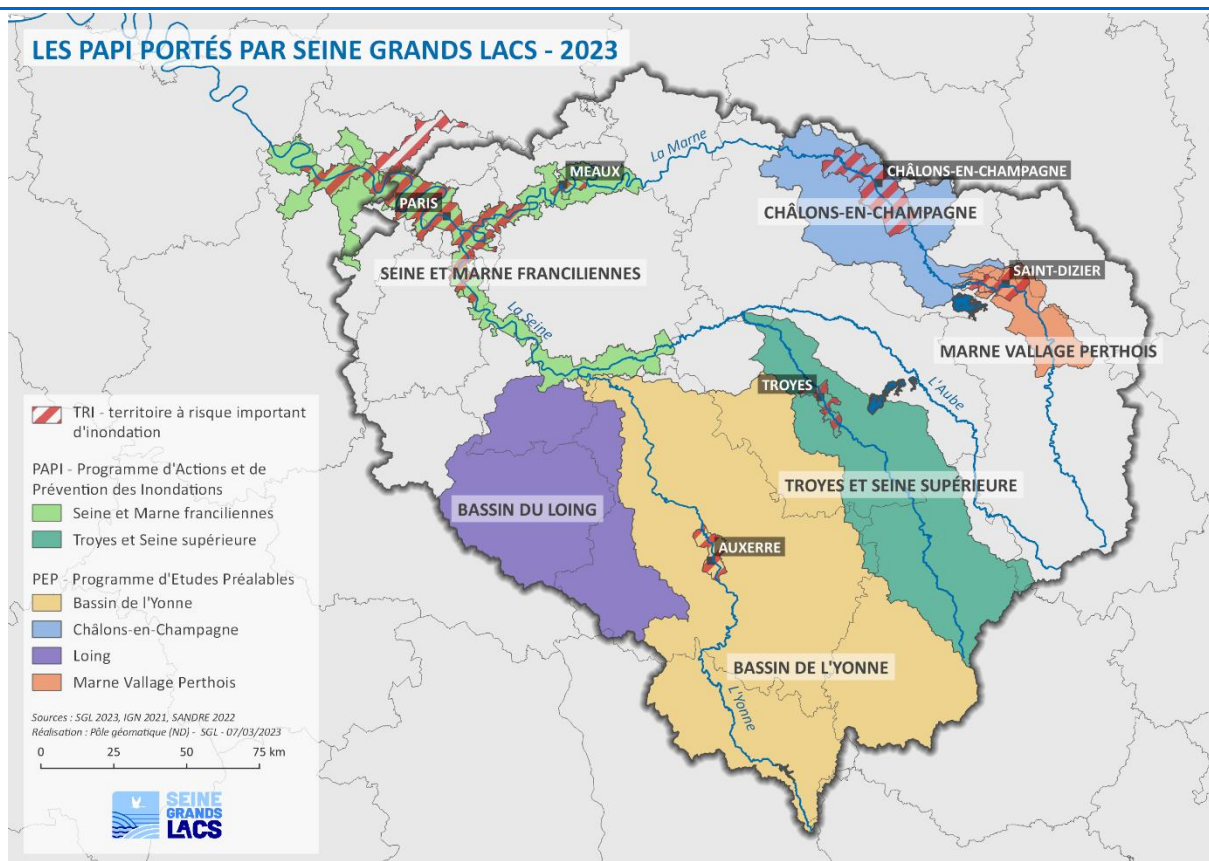 LES PAPI PORTÉS PAR SEINE GRANDS LACS - 2023
La Marne
MEAUX
CHÂLONS-EN-CHAMPAGNE
PARIS
CHÂLONS-EN-CHAMPAGNE
SEINE ET MARNE FRANCILIENNES
SAINT-DIZIER
La Seine
MARNE VALLAGE PERTHOIS
TROYES
L'Aube
TROYES ET SEINE SUPÉRIEURE
BASSIN DU LOING
AUXERRE
BASSIN DE L'YONNE
L'Yonne
TRI - territoire à risque important
d'inondation
PAPI - Programme d'Actions et de
Prévention des Inondations
Seine et Marne franciliennes
Troyes et Seine supérieure
PEP - Programme d'Etudes Préalables
Bassin de l'Yonne
Châlons-en-Champagne
Loing
Marne Vallage Perthois
Sources : SGL 2023, IGN 2021, SANDRE 2022
Réalisation : Pôle géomatique (ND) - SGL - 07/03/2023
0 25 50 75 km
SEINE
GRANDS
LACS